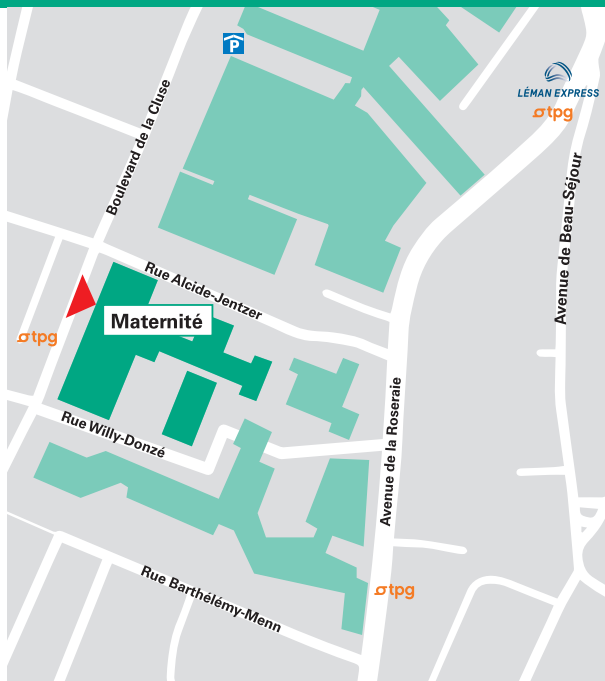 P
LÉMAN EXPRESS
tpg
Boulevard de la Cluse
Avenue de Beau-Séjour
Rue Alcide-Jentzer
Maternité
tpg
Rue Willy-Donzé
Avenue de la Roseraie
Rue Barthélémy-Menn
tpg